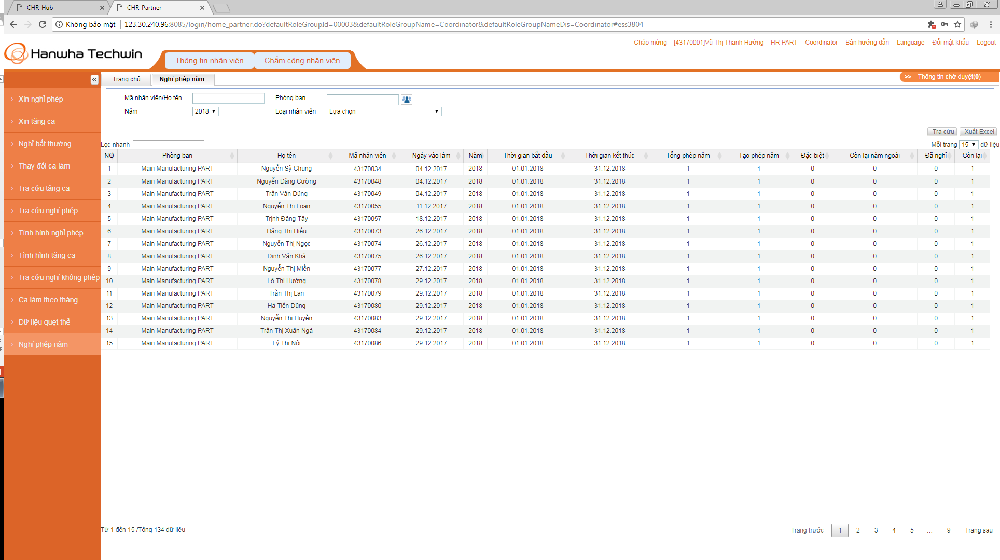 CHR-Hub
CHR-Partner
Không bảo mật 123.30.240.96:8085/login/home_partner.do?defaultRoleGroupId=00003&defaultRoleGroupName=Coordinator&defaultRoleGroupNameDis=Coordinator#ess3804
Chào mừng [43170001]Vũ Thị Thanh Hường HR PART Coordinator Bản hướng dẫn Language Đổi mật khẩu Logout
Hanwha Techwin
Thông tin nhân viên Chấm công nhân viên
Trang chủ Nghỉ phép năm
>> Thông tin chờ duyệt(0)
Xin nghỉ phép
Xin tăng ca
Nghỉ bất thường
Thay đổi ca làm
Tra cứu tăng ca
Tra cứu nghỉ phép
Tình hình nghỉ phép
Tình hình tăng ca
Tra cứu nghỉ không phép
Ca làm theo tháng
Dữ liệu quẹt thẻ
Nghỉ phép năm
Mã nhân viên/Họ tên Phòng ban
Năm 2018 Loại nhân viên Lựa chọn
Tra cứu Xuất Excel
Lọc nhanh Mỗi trang 15 dữ liệu
NO Phòng ban Họ tên Mã nhân viên Ngày vào làm Năm Thời gian bắt đầu Thời gian kết thúc Tổng phép năm Tạo phép năm Đặc biệt Còn lại năm ngoái Đã nghỉ Còn lại
1 Main Manufacturing PART Nguyễn Sỹ Chung 43170034 04.12.2017 2018 01.01.2018 31.12.2018 1 1 0 0 0 1
2 Main Manufacturing PART Nguyễn Đăng Cường 43170048 04.12.2017 2018 01.01.2018 31.12.2018 1 1 0 0 0 1
3 Main Manufacturing PART Trần Văn Dũng 43170049 04.12.2017 2018 01.01.2018 31.12.2018 1 1 0 0 0 1
4 Main Manufacturing PART Nguyễn Thị Loan 43170055 11.12.2017 2018 01.01.2018 31.12.2018 1 1 0 0 0 1
5 Main Manufacturing PART Trịnh Đăng Tây 43170057 18.12.2017 2018 01.01.2018 31.12.2018 1 1 0 0 0 1
6 Main Manufacturing PART Đặng Thị Hiếu 43170073 26.12.2017 2018 01.01.2018 31.12.2018 1 1 0 0 0 1
7 Main Manufacturing PART Nguyễn Thị Ngọc 43170074 26.12.2017 2018 01.01.2018 31.12.2018 1 1 0 0 0 1
8 Main Manufacturing PART Đinh Văn Khá 43170075 26.12.2017 2018 01.01.2018 31.12.2018 1 1 0 0 0 1
9 Main Manufacturing PART Nguyễn Thị Miền 43170077 27.12.2017 2018 01.01.2018 31.12.2018 1 1 0 0 0 1
10 Main Manufacturing PART Lô Thị Hường 43170078 29.12.2017 2018 01.01.2018 31.12.2018 1 1 0 0 0 1
11 Main Manufacturing PART Trần Thị Lan 43170079 29.12.2017 2018 01.01.2018 31.12.2018 1 1 0 0 0 1
12 Main Manufacturing PART Hà Tiến Dũng 43170080 29.12.2017 2018 01.01.2018 31.12.2018 1 1 0 0 0 1
13 Main Manufacturing PART Nguyễn Thị Huyền 43170083 29.12.2017 2018 01.01.2018 31.12.2018 1 1 0 0 0 1
14 Main Manufacturing PART Trần Thị Xuân Ngà 43170084 29.12.2017 2018 01.01.2018 31.12.2018 1 1 0 0 0 1
15 Main Manufacturing PART Lý Thị Nội 43170086 29.12.2017 2018 01.01.2018 31.12.2018 1 1 0 0 0 1
Từ 1 đến 15 /Tổng 134 dữ liệu
Trang trước 1 2 3 4 5 ... 9 Trang sau